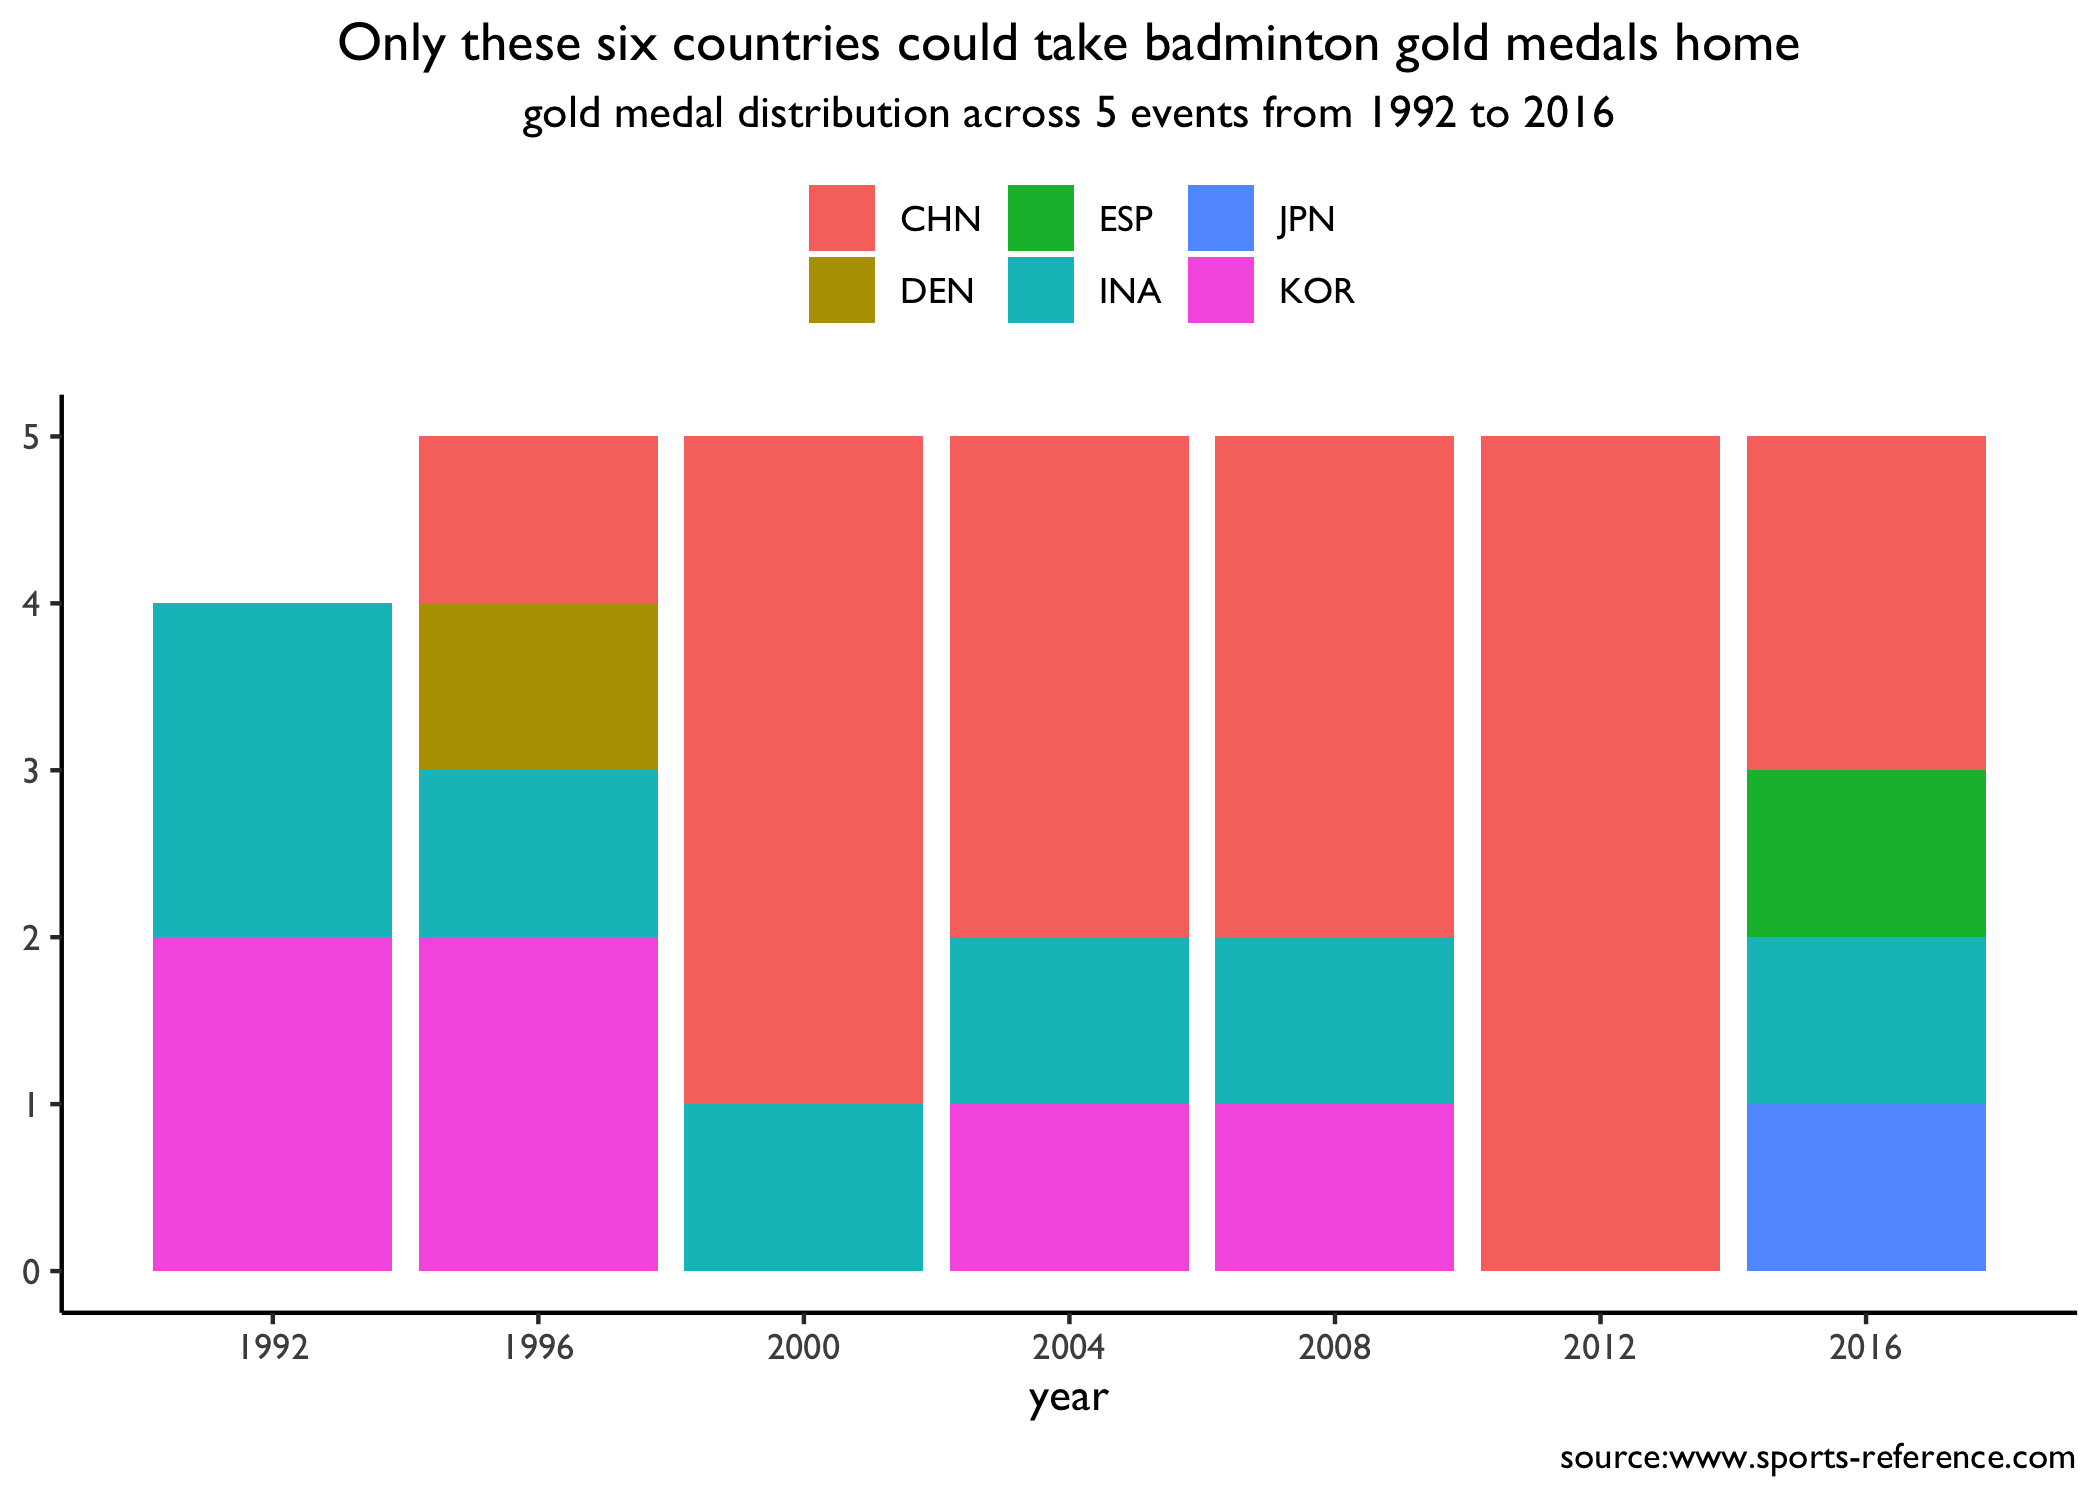 Only these six countries could take badminton gold medals home
gold medal distribution across 5 events from 1992 to 2016
CHN ESP JPN
DEN INA KOR
5
4
3
2
1
0
1992 1996 2000 2004 2008 2012 2016
year
source:www.sports-reference.com